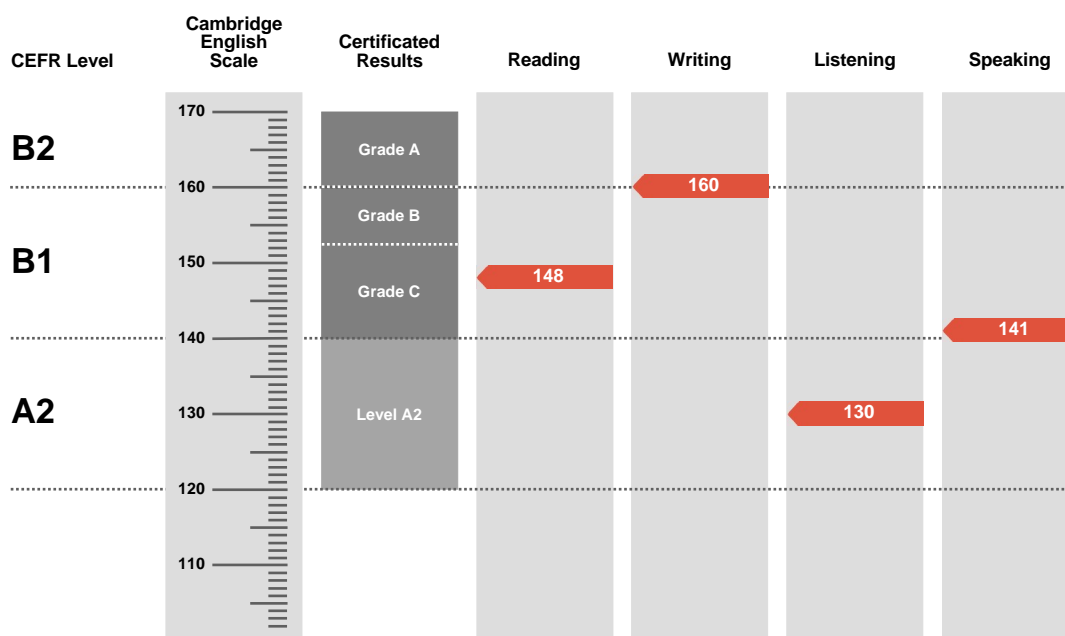 CEFR Level
Cambridge
English
Scale
Certificated
Results
Reading
Writing
Listening
Speaking
170
B2
Grade A
160
160
Grade B
B1
150
148
Grade C
141
140
A2
130
Level A2
130
120
110